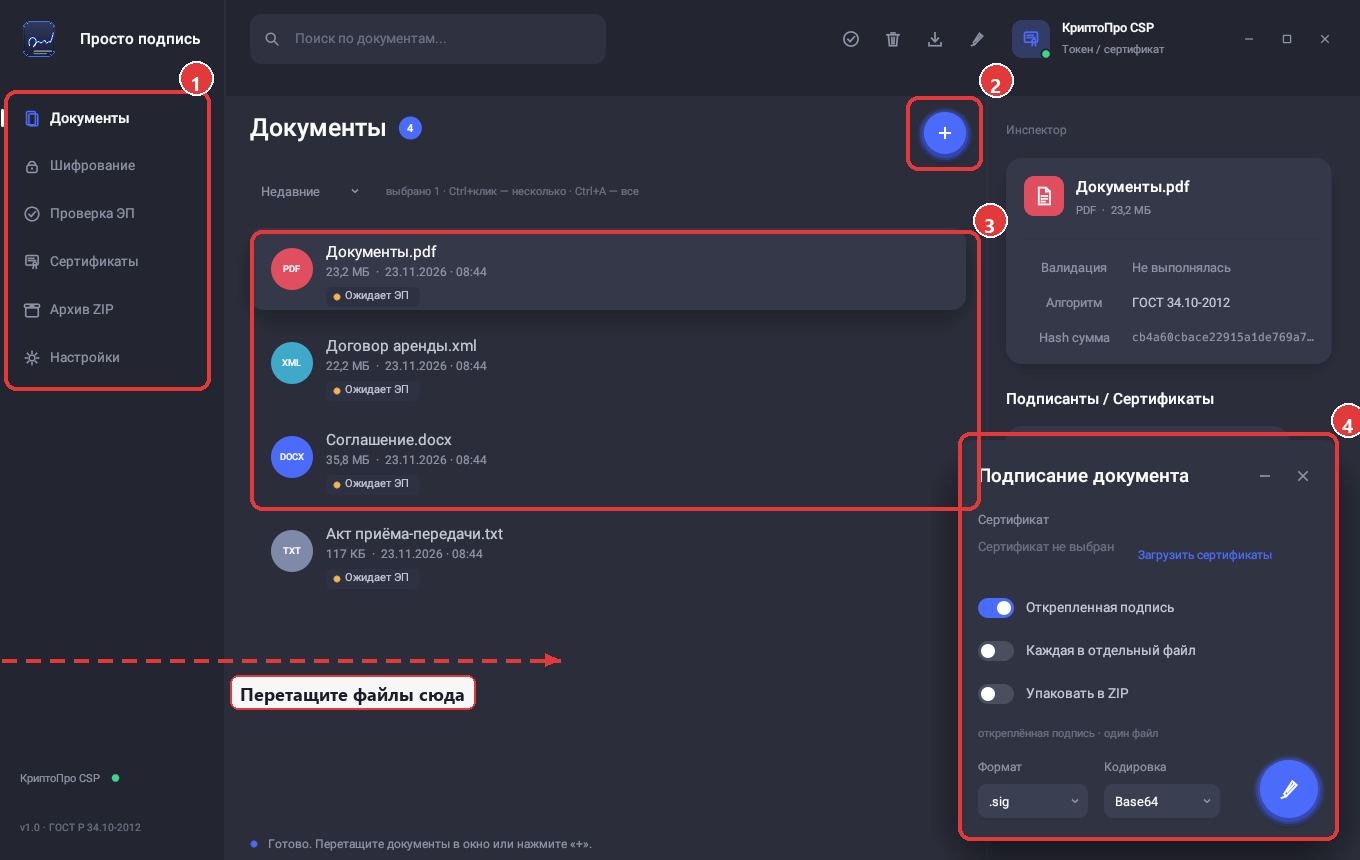 Просто подпись
Поиск по документам...
КриптоПро CSP
Токен / сертификат
1
2
Документы
Шифрование
Проверка ЭП
Сертификаты
Архив ZIP
Настройки
Документы 4
+
Недавние
выбрано 1 · Ctrl+клик — несколько · Ctrl+A — все
3
PDF
Документы.pdf
23,2 МБ · 23.11.2026 · 08:44
Ожидает ЭП
XML
Договор аренды.xml
22,2 МБ · 23.11.2026 · 08:44
Ожидает ЭП
DOCX
Соглашение.docx
35,8 МБ · 23.11.2026 · 08:44
Ожидает ЭП
TXT
Акт приёма-передачи.txt
117 КБ · 23.11.2026 · 08:44
Ожидает ЭП
Перетащите файлы сюда
Инспектор
Документы.pdf
PDF · 23,2 МБ
Валидация Не выполнялась
Алгоритм ГОСТ 34.10-2012
Hash сумма cb4a60cbace22915a1de769a7…
Подписанты / Сертификаты
4
Подписание документа
Сертификат
Сертификат не выбран
Загрузить сертификаты
Открепленная подпись
Каждая в отдельный файл
Упаковать в ZIP
откреплённая подпись · один файл
Формат Кодировка
.sig Base64
КриптоПро CSP
v1.0 · ГОСТ Р 34.10-2012
Готово. Перетащите документы в окно или нажмите «+».